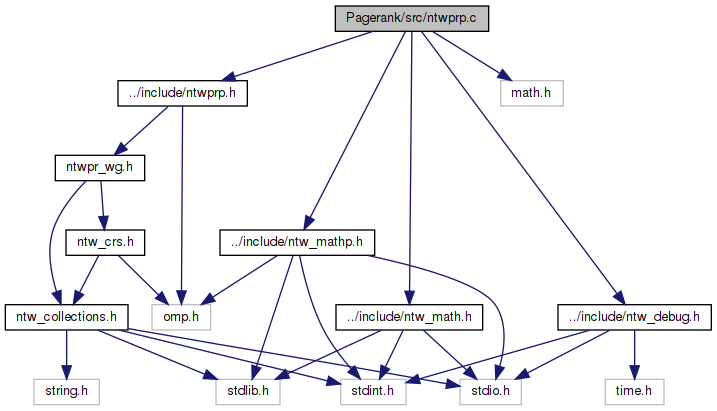 Pagerank/src/ntwprp.c
../include/ntwprp.h
math.h
ntwpr_wg.h
ntw_crs.h
../include/ntw_mathp.h
ntw_collections.h
omp.h
../include/ntw_math.h
../include/ntw_debug.h
string.h
stdlib.h
stdint.h
stdio.h
time.h